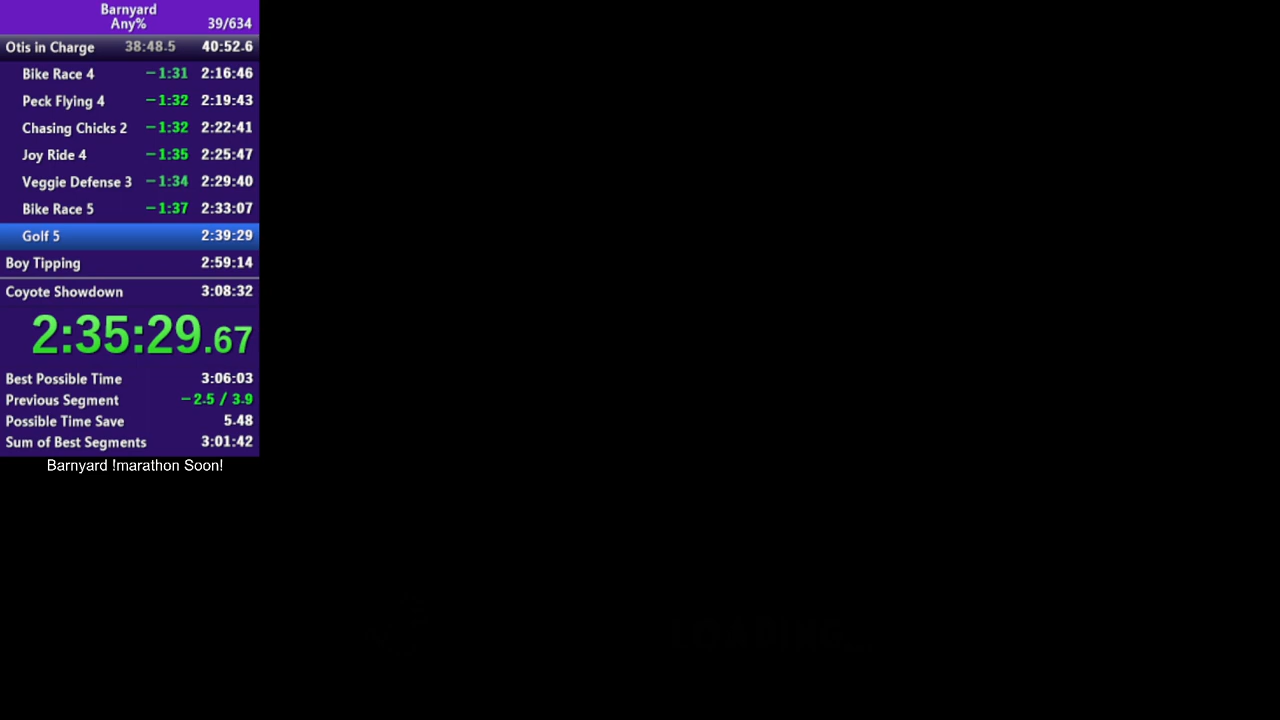 Barnyard
Any% 39/634
Otis in Charge 38:48.5 40:52.6
Bike Race 4 −1:31 2:16:46
Peck Flying 4 −1:32 2:19:43
Chasing Chicks 2 −1:32 2:22:41
Joy Ride 4 −1:35 2:25:47
Veggie Defense 3 −1:34 2:29:40
Bike Race 5 −1:37 2:33:07
Golf 5 2:39:29
Boy Tipping 2:59:14
Coyote Showdown 3:08:32
2:35:29.67
Best Possible Time 3:06:03
Previous Segment −2.5 / 3.9
Possible Time Save 5.48
Sum of Best Segments 3:01:42
Barnyard !marathon Soon!